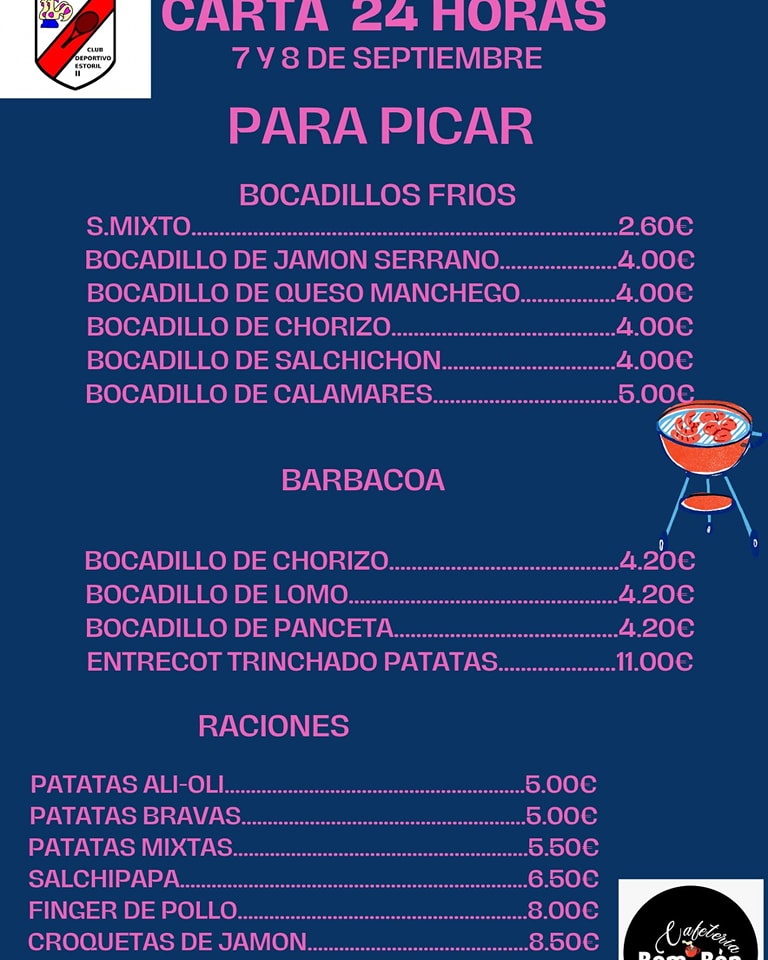 CARTA 24 HORAS
7 Y 8 DE SEPTIEMBRE
CLUB
DEPORTIVO
ESTORIL
II
PARA PICAR
BOCADILLOS FRIOS
S.MIXTO........................................................................2.60€
BOCADILLO DE JAMON SERRANO....................4.00€
BOCADILLO DE QUESO MANCHEGO................4.00€
BOCADILLO DE CHORIZO......................................4.00€
BOCADILLO DE SALCHICHON.............................4.00€
BOCADILLO DE CALAMARES...............................5.00€
BARBACOA
BOCADILLO DE CHORIZO.......................................4.20€
BOCADILLO DE LOMO.............................................4.20€
BOCADILLO DE PANCETA......................................4.20€
ENTRECOT TRINCHADO PATATAS....................11.00€
RACIONES
PATATAS ALI-OLI..................................................5.00€
PATATAS BRAVAS................................................5.00€
PATATAS MIXTAS.................................................5.50€
SALCHIPAPA..........................................................6.50€
FINGER DE POLLO.................................................8.00€
CROQUETAS DE JAMON.....................................8.50€
Cafeteria